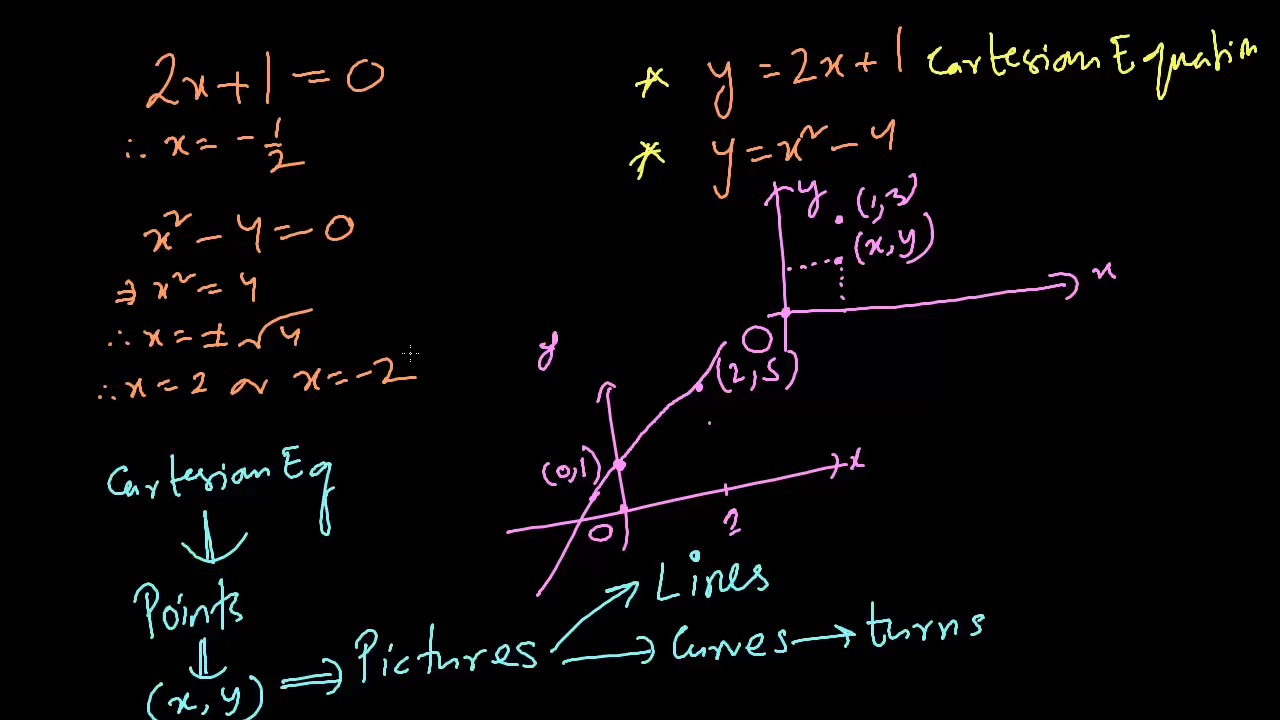 2x+1=0
∴ x = -1/2
x²-4=0
⇒ x² = 4
∴ x = ± √4
∴ x = 2 or x = -2
* y = 2x+1 Cartesian Equation
* y = x² - 4
y
(1,3)
(x, y)
x
O
y
(2,5)
(0,1)
x
O
2
Cartesian Eq
Points
(x, y) ⇒ Pictures
Lines
Curves → turns